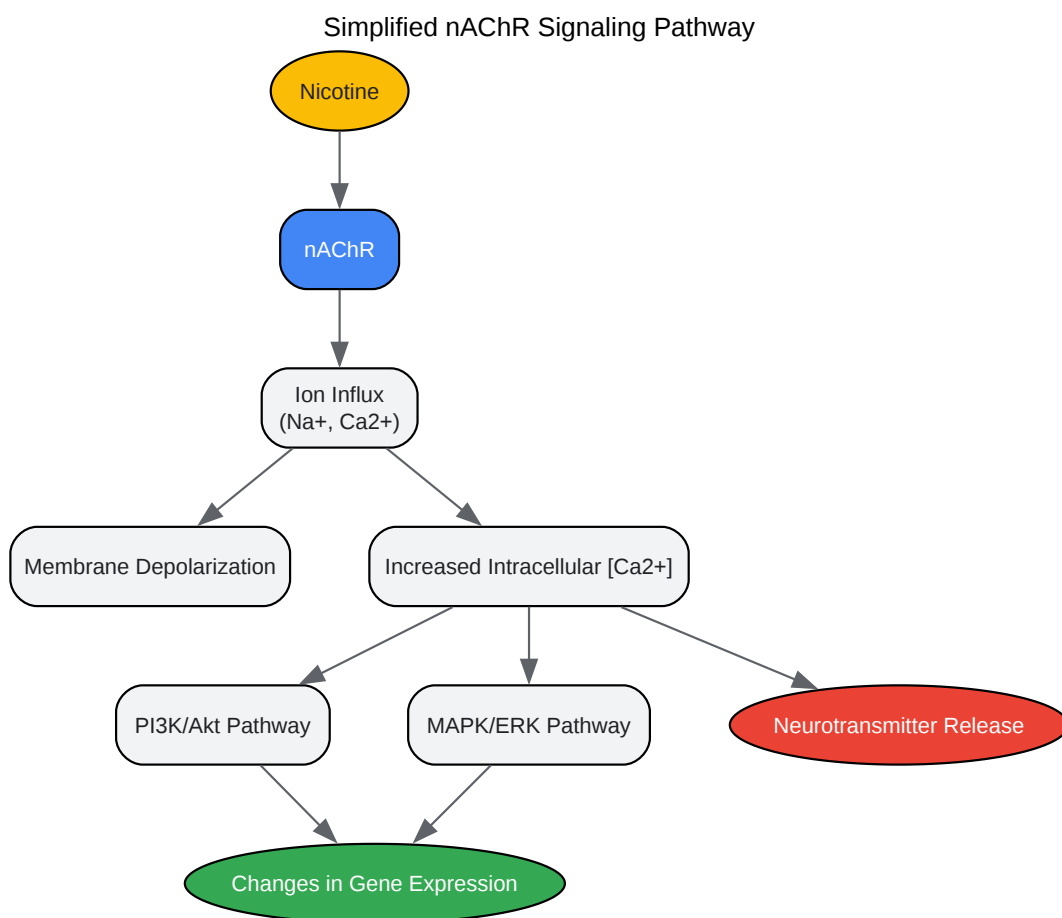 Simplified nAChR Signaling Pathway
Nicotine
nAChR
Ion Influx
(Na+, Ca2+)
Membrane Depolarization
Increased Intracellular [Ca2+]
PI3K/Akt Pathway
MAPK/ERK Pathway
Neurotransmitter Release
Changes in Gene Expression